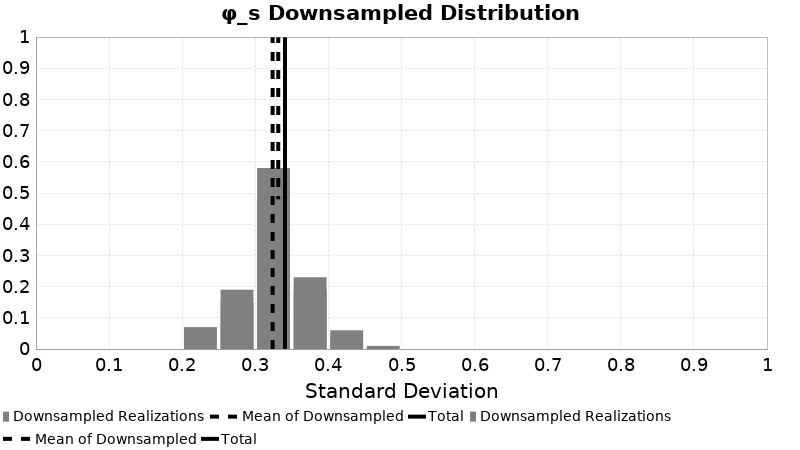 φ_s Downsampled Distribution
1
0.9
0.8
0.7
0.6
0.5
0.4
0.3
0.2
0.1
0
0 0.1 0.2 0.3 0.4 0.5 0.6 0.7 0.8 0.9 1
Standard Deviation
Downsampled Realizations Mean of Downsampled Total Downsampled Realizations
Mean of Downsampled Total